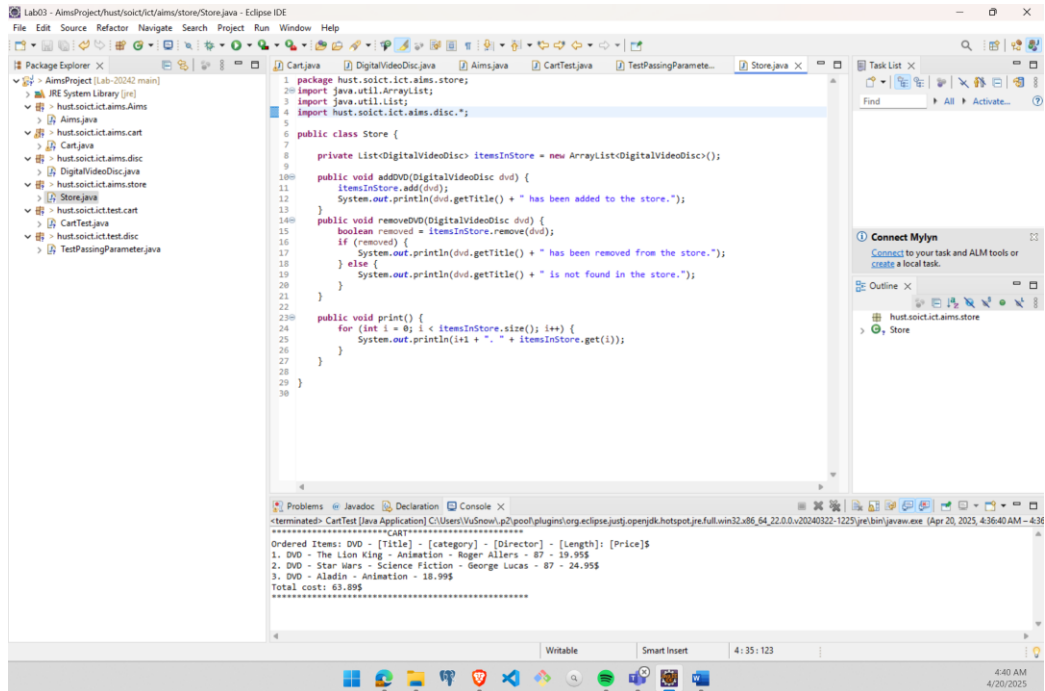 Lab03 - AimsProject/hust/soict/ict/aims/store/Store.java - Eclipse IDE
File Edit Source Refactor Navigate Search Project Run Window Help
Package Explorer
AimsProject [Lab-20242 main]
JRE System Library [jre]
hust.soict.ict.aims.Aims
Aims.java
hust.soict.ict.aims.cart
Cart.java
hust.soict.ict.aims.disc
DigitalVideoDisc.java
hust.soict.ict.aims.store
Store.java
hust.soict.ict.test.cart
CartTest.java
hust.soict.ict.test.disc
TestPassingParameter.java
Cart.java DigitalVideoDisc.java Aims.java CartTest.java TestPassingParamete... Store.java
1 package hust.soict.ict.aims.store;
2 import java.util.ArrayList;
3 import java.util.List;
4 import hust.soict.ict.aims.disc.*;
5
6 public class Store {
7
8 private List<DigitalVideoDisc> itemsInStore = new ArrayList<DigitalVideoDisc>();
9
10 public void addDVD(DigitalVideoDisc dvd) {
11 itemsInStore.add(dvd);
12 System.out.println(dvd.getTitle() + " has been added to the store.");
13 }
14 public void removeDVD(DigitalVideoDisc dvd) {
15 boolean removed = itemsInStore.remove(dvd);
16 if (removed) {
17 System.out.println(dvd.getTitle() + " has been removed from the store.");
18 } else {
19 System.out.println(dvd.getTitle() + " is not found in the store.");
20 }
21 }
22
23 public void print() {
24 for (int i = 0; i < itemsInStore.size(); i++) {
25 System.out.println(i+1 + ". " + itemsInStore.get(i));
26 }
27 }
28
29 }
30
Task List
Find All Activate...
Connect Mylyn
Connect to your task and ALM tools or
create a local task.
Outline
hust.soict.ict.aims.store
Store
Problems Javadoc Declaration Console
<terminated> CartTest [Java Application] C:\Users\VuSnow\.p2\pool\plugins\org.eclipse.justj.openjdk.hotspot.jre.full.win32.x86_64_22.0.0.v20240322-1225\jre\bin\javaw.exe (Apr 20, 2025, 4:36:40 AM – 4:36
***********************CART***********************
Ordered Items: DVD - [Title] - [category] - [Director] - [Length]: [Price]$
1. DVD - The Lion King - Animation - Roger Allers - 87 - 19.95$
2. DVD - Star Wars - Science Fiction - George Lucas - 87 - 24.95$
3. DVD - Aladin - Animation - 18.99$
Total cost: 63.89$
***************************************************
Writable Smart Insert 4 : 35 : 123
4:40 AM
4/20/2025